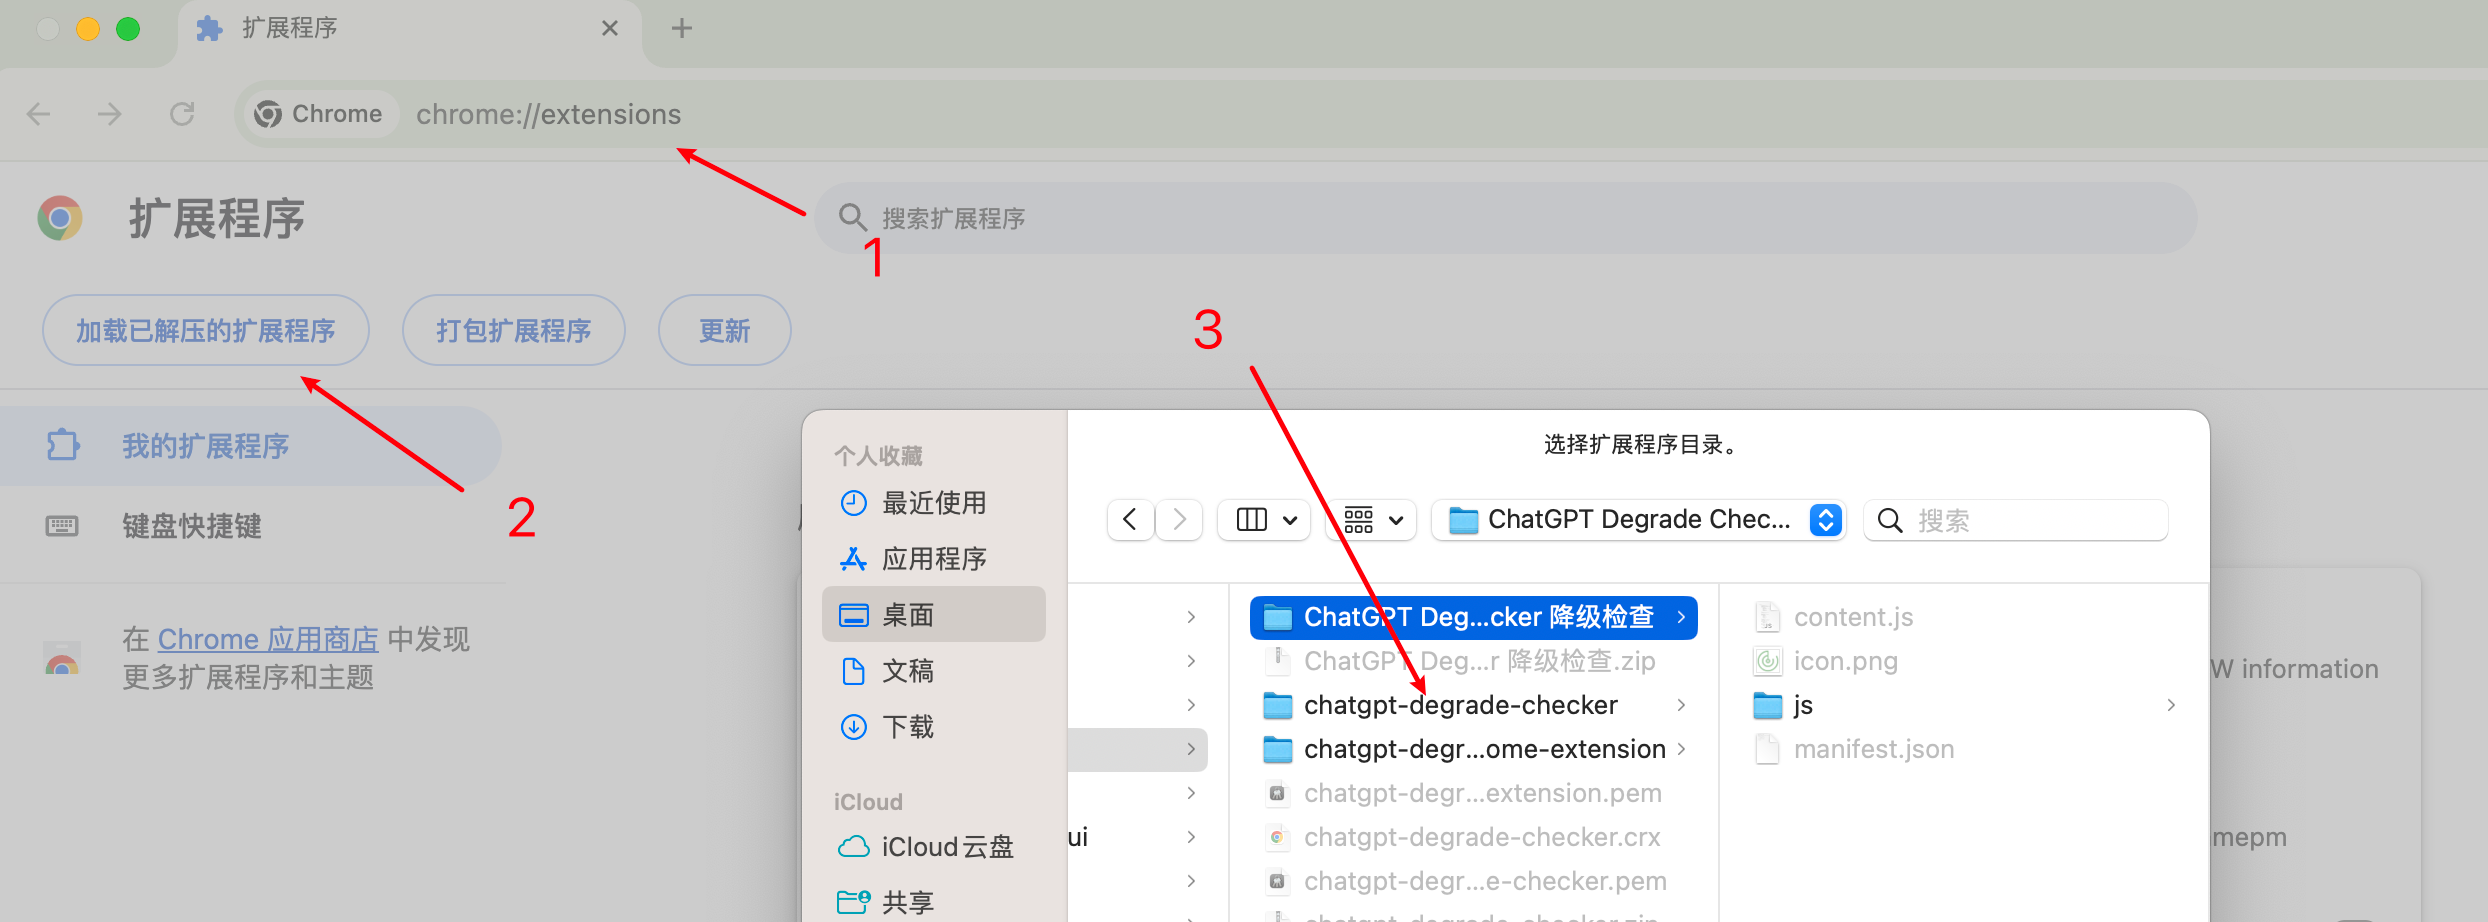 扩展程序
Chrome chrome://extensions
扩展程序
搜索扩展程序
1
加载已解压的扩展程序
打包扩展程序
更新
3
2
我的扩展程序
键盘快捷键
在 Chrome 应用商店 中发现
更多扩展程序和主题
选择扩展程序目录。
ChatGPT Degrade Chec...
搜索
个人收藏
最近使用
应用程序
桌面
文稿
下载
iCloud
iCloud云盘
共享
ui
ChatGPT Deg...cker 降级检查
ChatGPT Deg...r 降级检查.zip
chatgpt-degrade-checker
chatgpt-degr...ome-extension
chatgpt-degr...extension.pem
chatgpt-degrade-checker.crx
chatgpt-degr...e-checker.pem
chatgpt-degrade-checker.zip
content.js
icon.png
js
manifest.json
W information
mepm